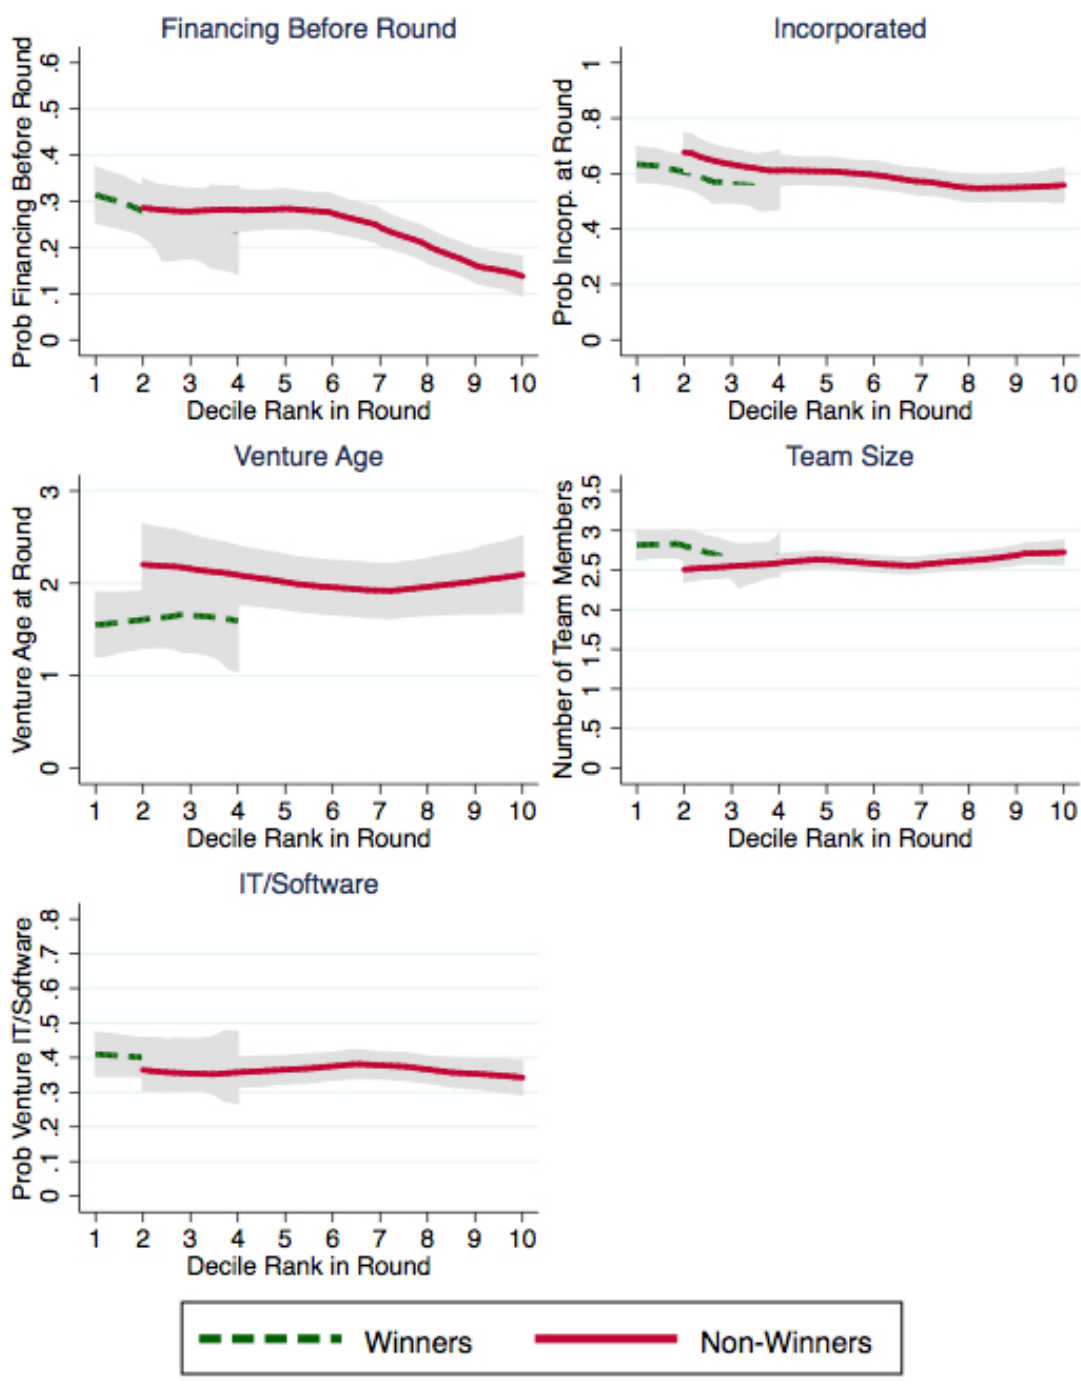 Financing Before Round
Prob Financing Before Round
.6
.5
.4
.3
.2
.1
0
1 2 3 4 5 6 7 8 9 10
Decile Rank in Round
Incorporated
Prob Incorp. at Round
1
.8
.6
.4
.2
0
1 2 3 4 5 6 7 8 9 10
Decile Rank in Round
Venture Age
Venture Age at Round
3
2
1
0
1 2 3 4 5 6 7 8 9 10
Decile Rank in Round
Team Size
Number of Team Members
3.5
3
2.5
2
1.5
1
.5
0
1 2 3 4 5 6 7 8 9 10
Decile Rank in Round
IT/Software
Prob Venture IT/Software
.8
.7
.6
.5
.4
.3
.2
.1
0
1 2 3 4 5 6 7 8 9 10
Decile Rank in Round
Winners
Non-Winners